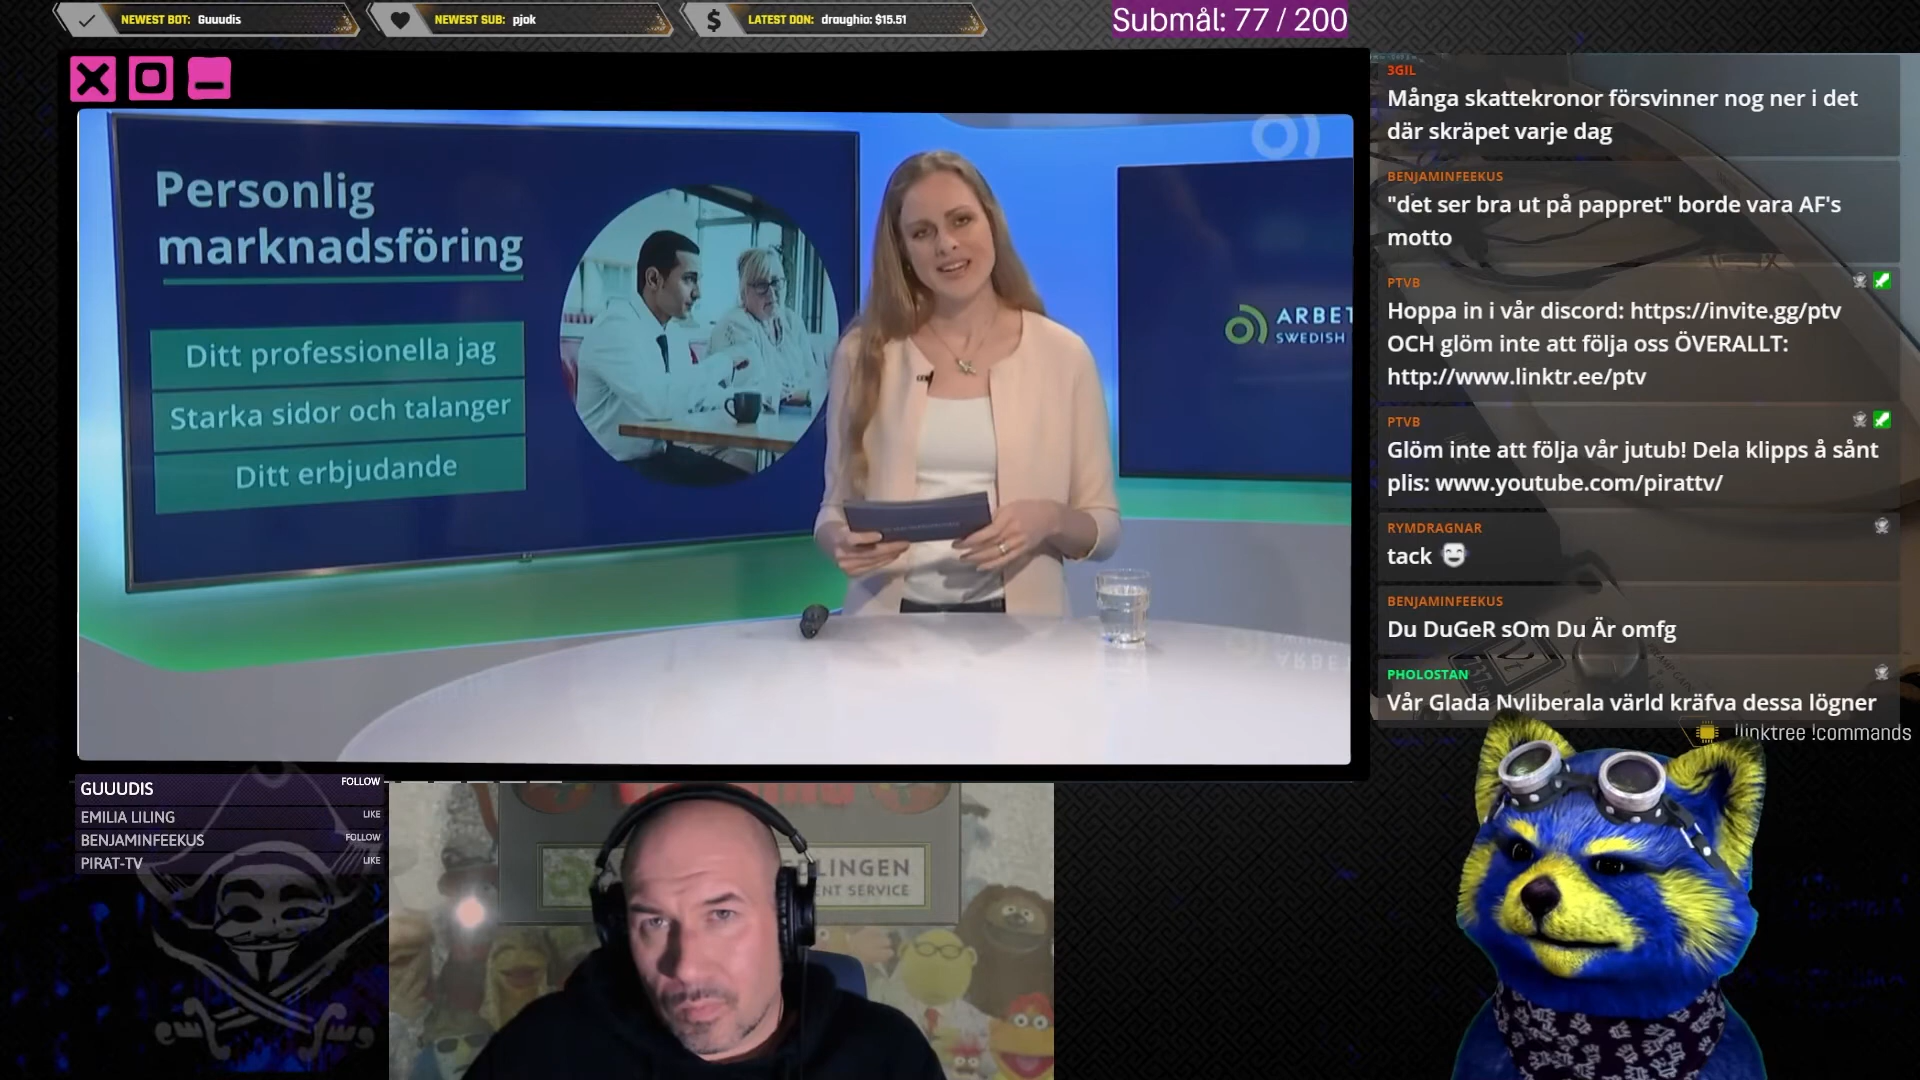 NEWEST BOT: Guuudis
NEWEST SUB: pjok
LATEST DON: draughio: $15.51
Submål: 77 / 200
Personlig
marknadsföring
Ditt professionella jag
Starka sidor och talanger
Ditt erbjudande
ARBET
SWEDISH
3GIL
Många skattekronor försvinner nog ner i det
där skräpet varje dag
BENJAMINFEEKUS
"det ser bra ut på pappret" borde vara AF's
motto
PTVB
Hoppa in i vår discord: https://invite.gg/ptv
OCH glöm inte att följa oss ÖVERALLT:
http://www.linktr.ee/ptv
PTVB
Glöm inte att följa vår jutub! Dela klipps å sånt
plis: www.youtube.com/pirattv/
RYMDRAGNAR
tack
BENJAMINFEEKUS
Du DuGeR sOm Du Är omfg
PHOLOSTAN
Vår Glada Nyliberala värld kräfva dessa lögner
!linktree !commands
GUUUDIS FOLLOW
EMILIA LILING LIKE
BENJAMINFEEKUS FOLLOW
PIRAT-TV LIKE
DLINGEN
ENT SERVICE